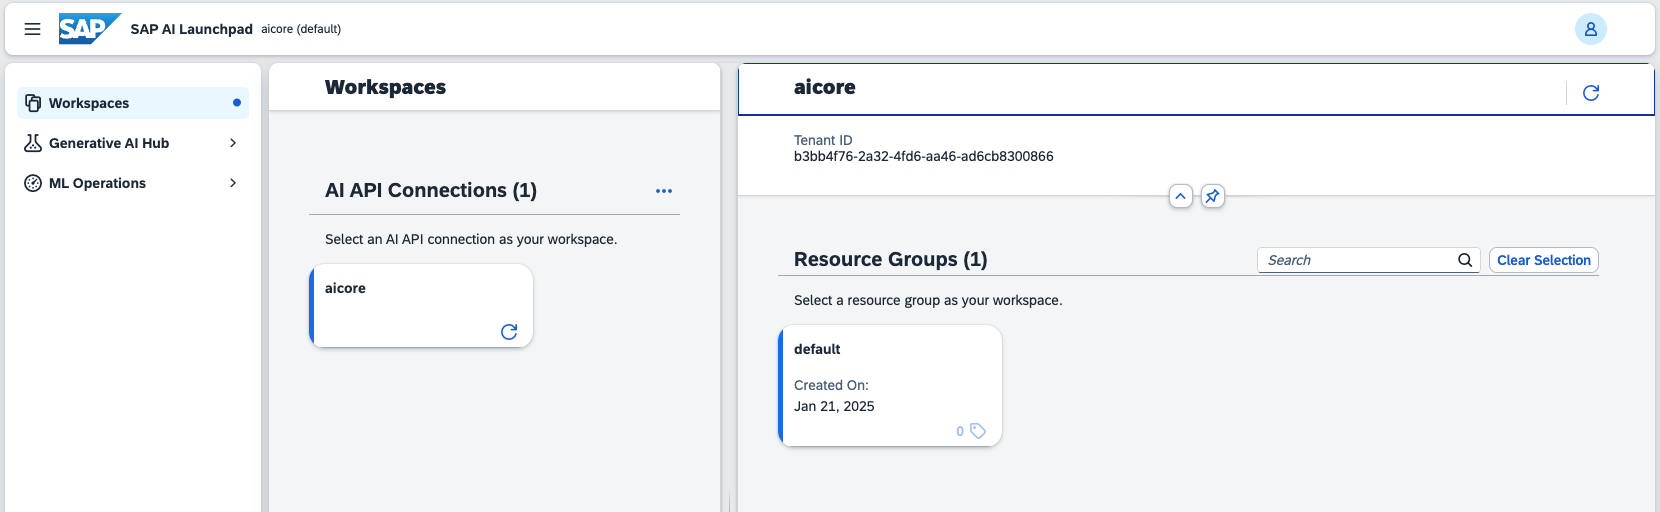 SAP SAP AI Launchpad aicore (default)
Workspaces
Generative AI Hub
ML Operations
Workspaces
AI API Connections (1)
Select an AI API connection as your workspace.
aicore
aicore
Tenant ID
b3bb4f76-2a32-4fd6-aa46-ad6cb8300866
Resource Groups (1)
Search
Clear Selection
Select a resource group as your workspace.
default
Created On:
Jan 21, 2025
0